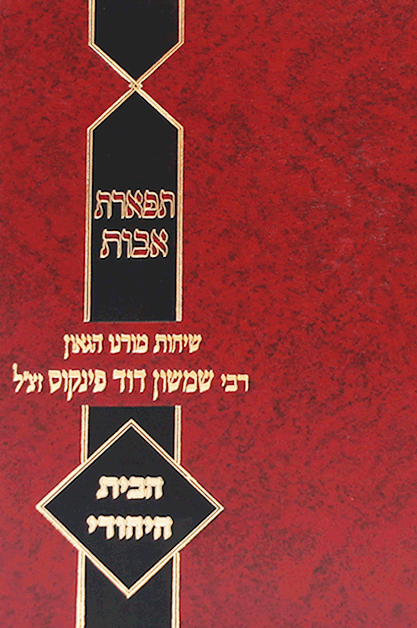 תפארת
אבות
שיחות מורנו הגאון
רבי שמשון דוד פינקוס זצ"ל
הבית
היהודי